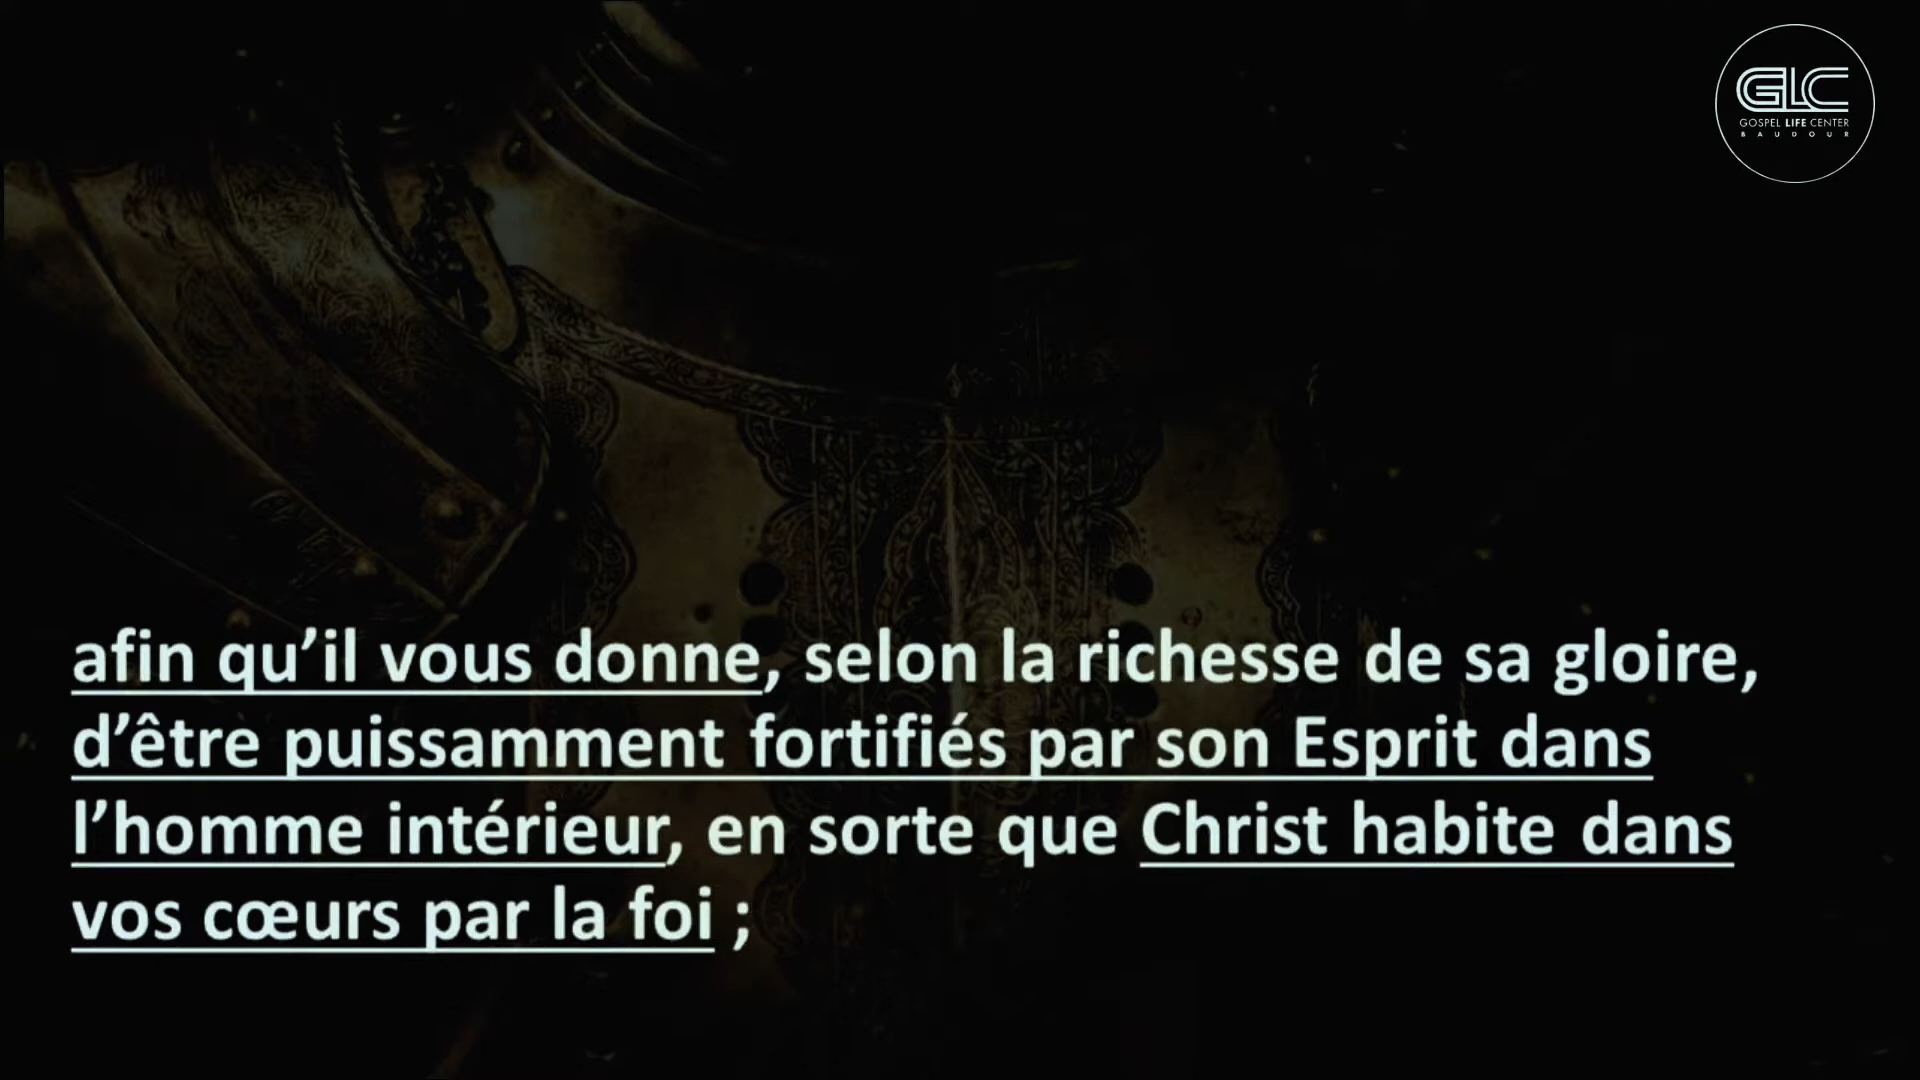 GLC
GOSPEL LIFE CENTER
BAUDOUR
afin qu’il vous donne, selon la richesse de sa gloire,
d’être puissamment fortifiés par son Esprit dans
l’homme intérieur, en sorte que Christ habite dans
vos cœurs par la foi ;